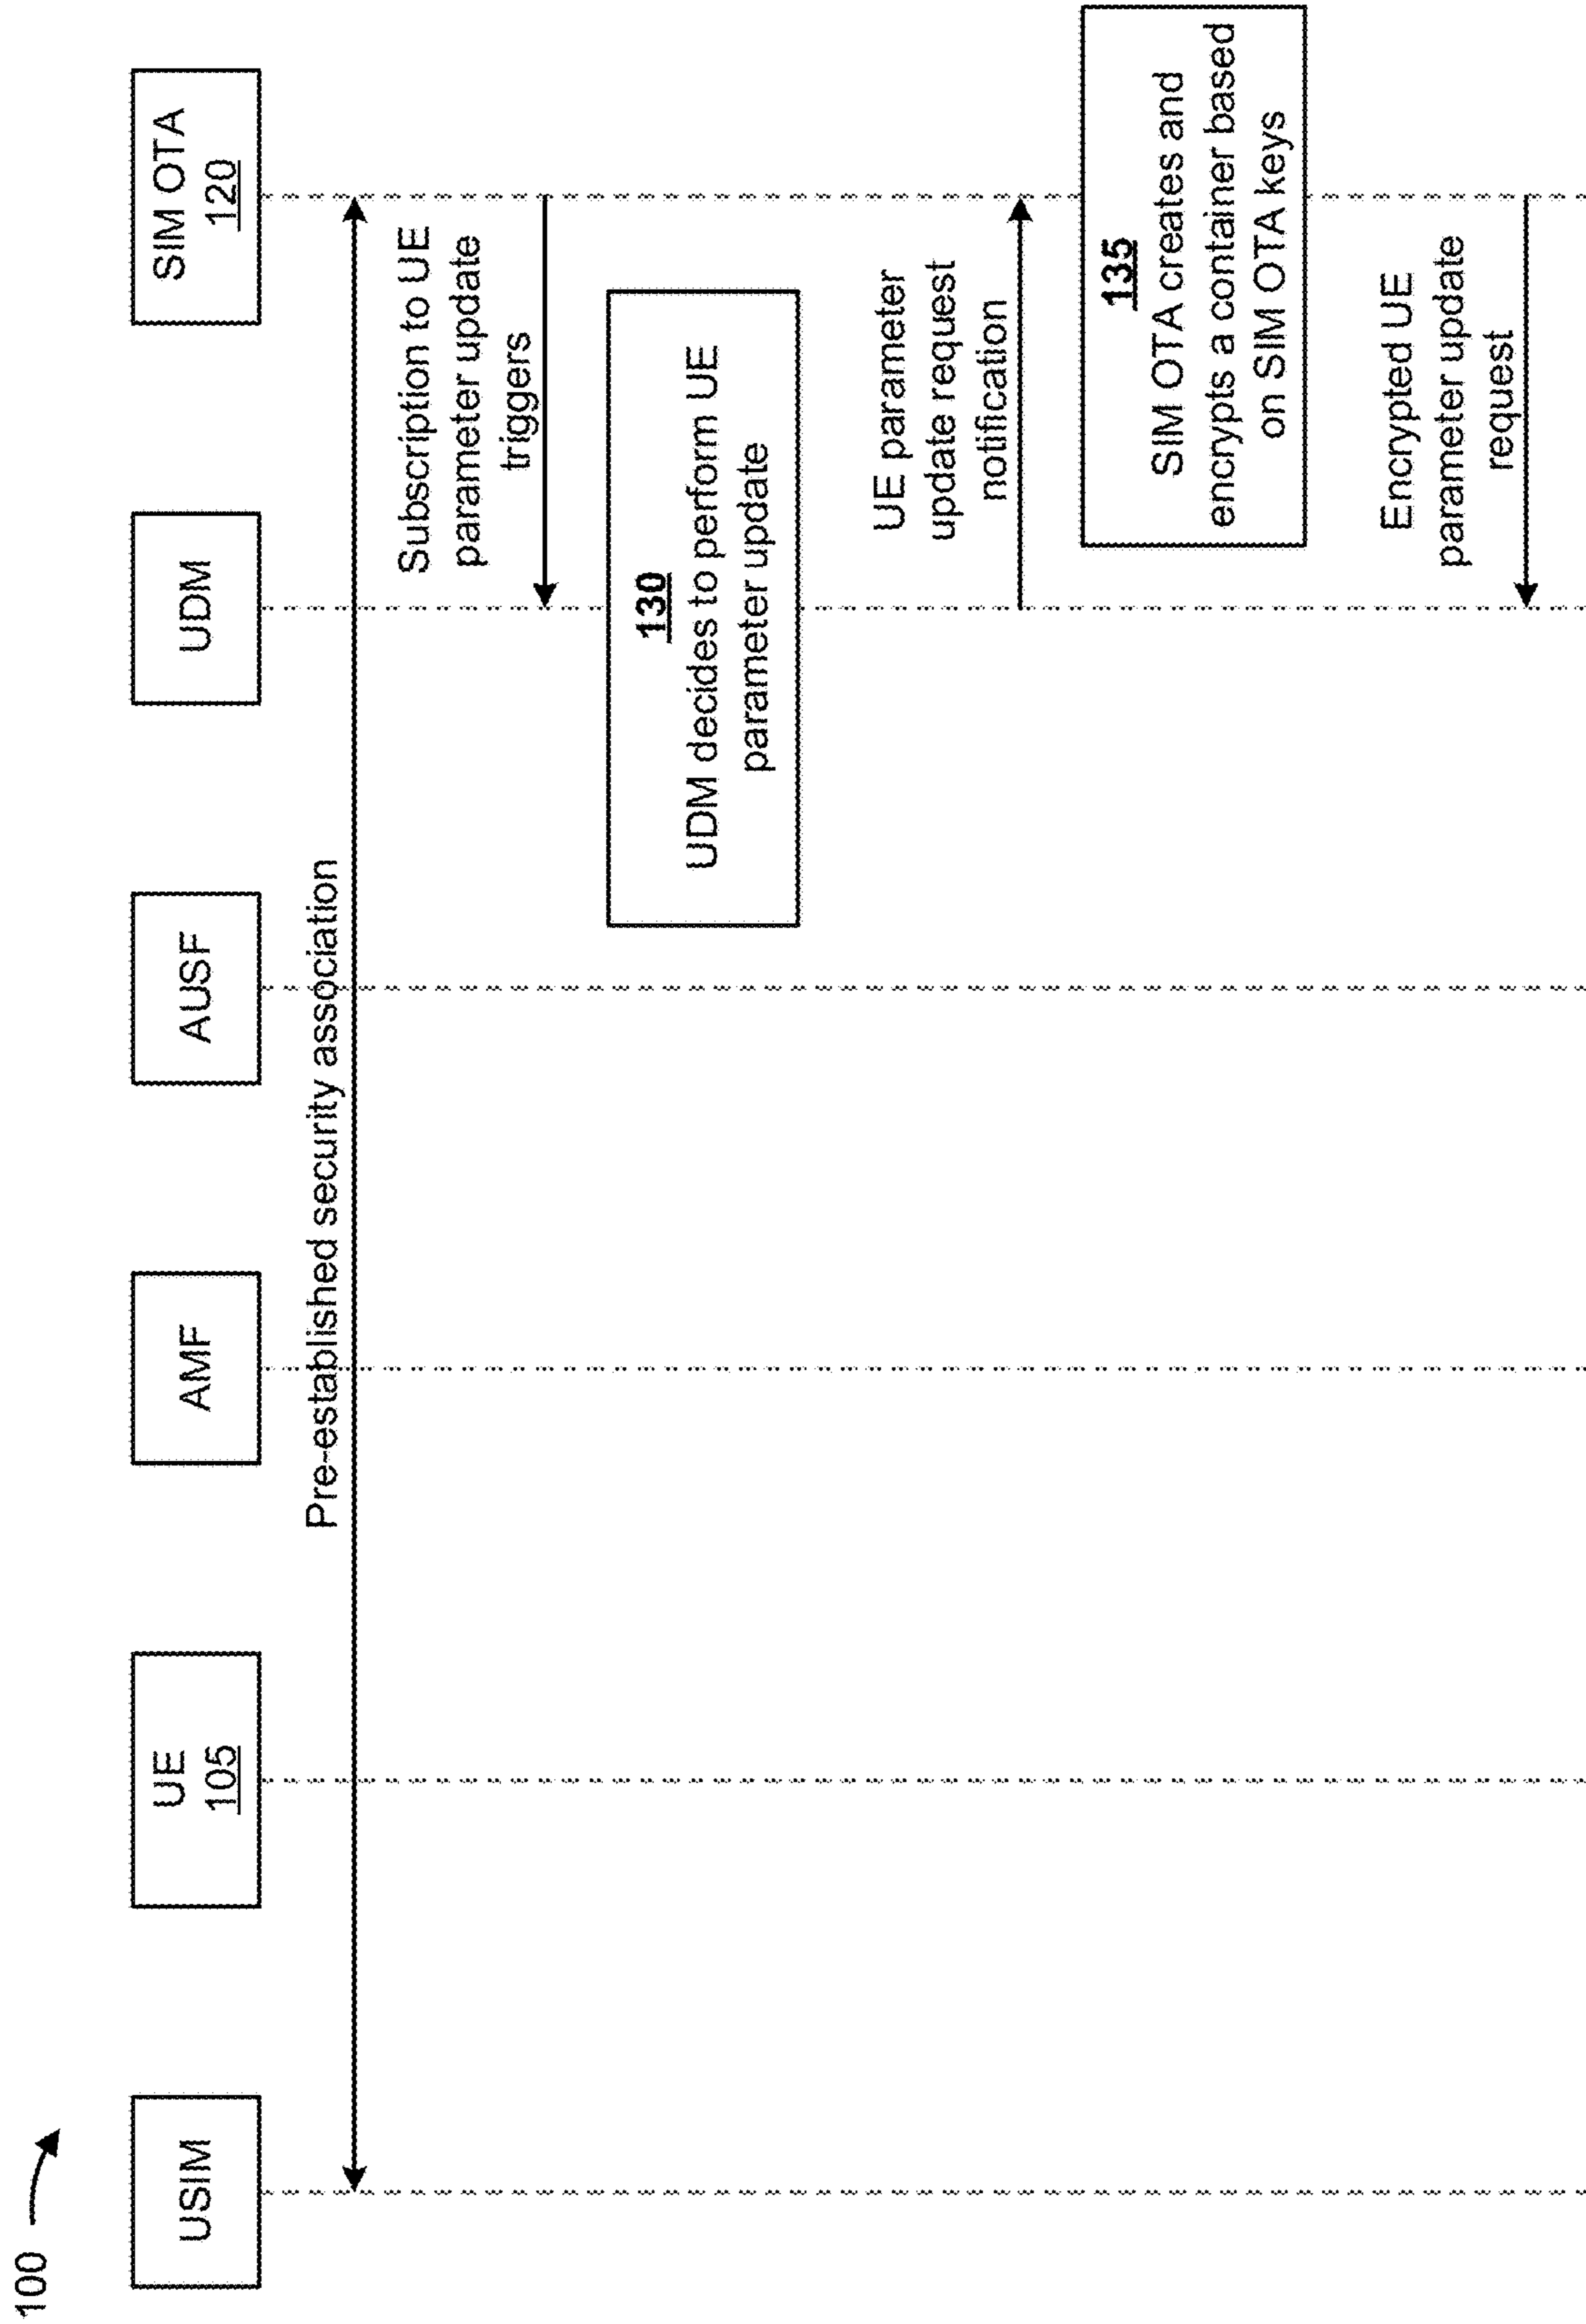 100
USIM
UE
105
AMF
AUSF
UDM
SIM OTA
120
Pre-established security association
Subscription to UE
parameter update
triggers
130
UDM decides to perform UE
parameter update
UE parameter
update request
notification
135
SIM OTA creates and
encrypts a container based
on SIM OTA keys
Encrypted UE
parameter update
request